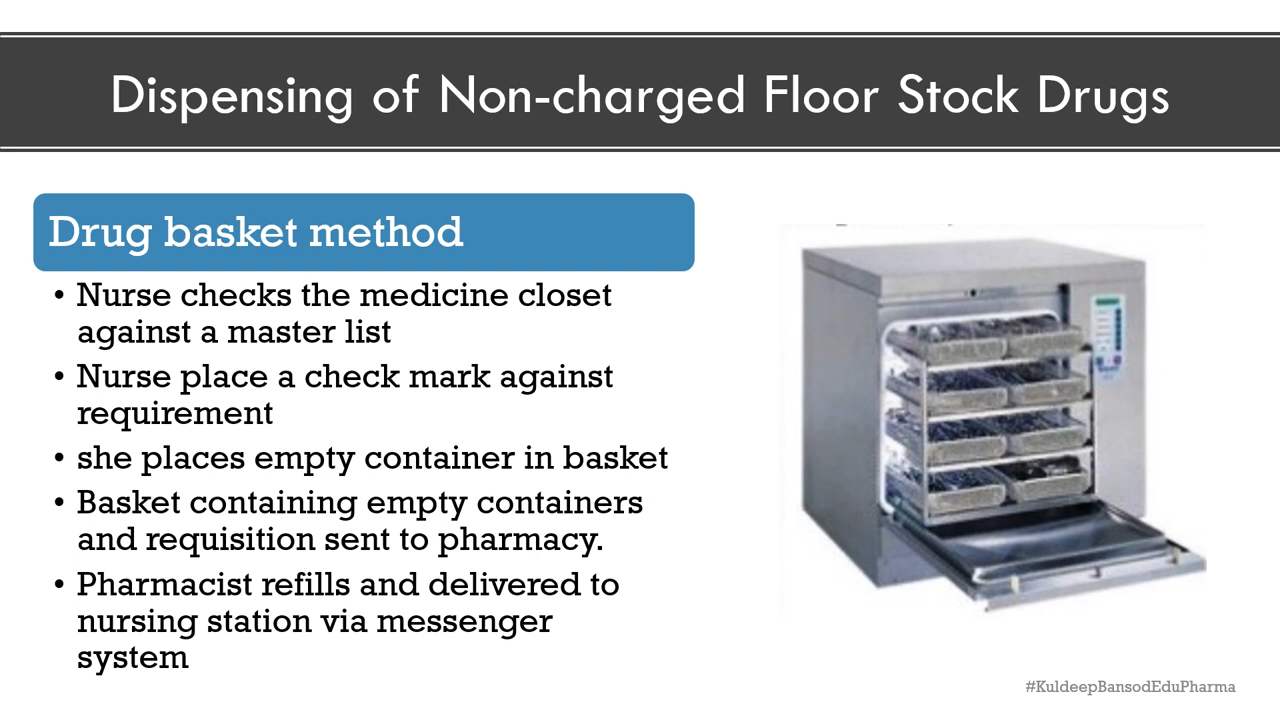 Dispensing of Non-charged Floor Stock Drugs
Drug basket method
• Nurse checks the medicine closet
against a master list
• Nurse place a check mark against
requirement
• she places empty container in basket
• Basket containing empty containers
and requisition sent to pharmacy.
• Pharmacist refills and delivered to
nursing station via messenger
system
#KuldeepBansodEduPharma